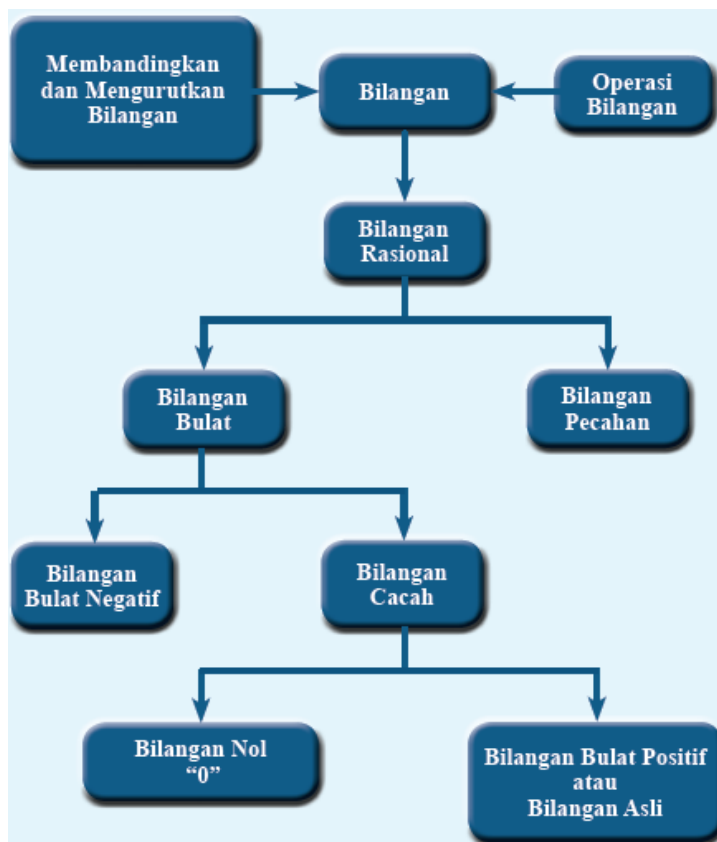 Membandingkan
dan Mengurutkan
Bilangan
Bilangan
Operasi
Bilangan
Bilangan
Rasional
Bilangan
Bulat
Bilangan
Pecahan
Bilangan
Bulat Negatif
Bilangan
Cacah
Bilangan Nol
“0”
Bilangan Bulat Positif
atau
Bilangan Asli